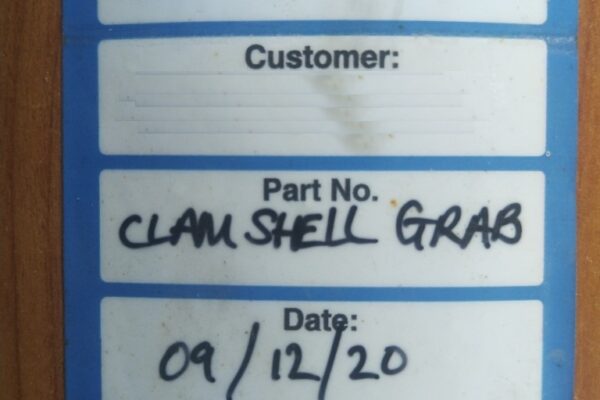 Customer:
Part No.
CLAM SHELL GRAB
Date:
09/12/20